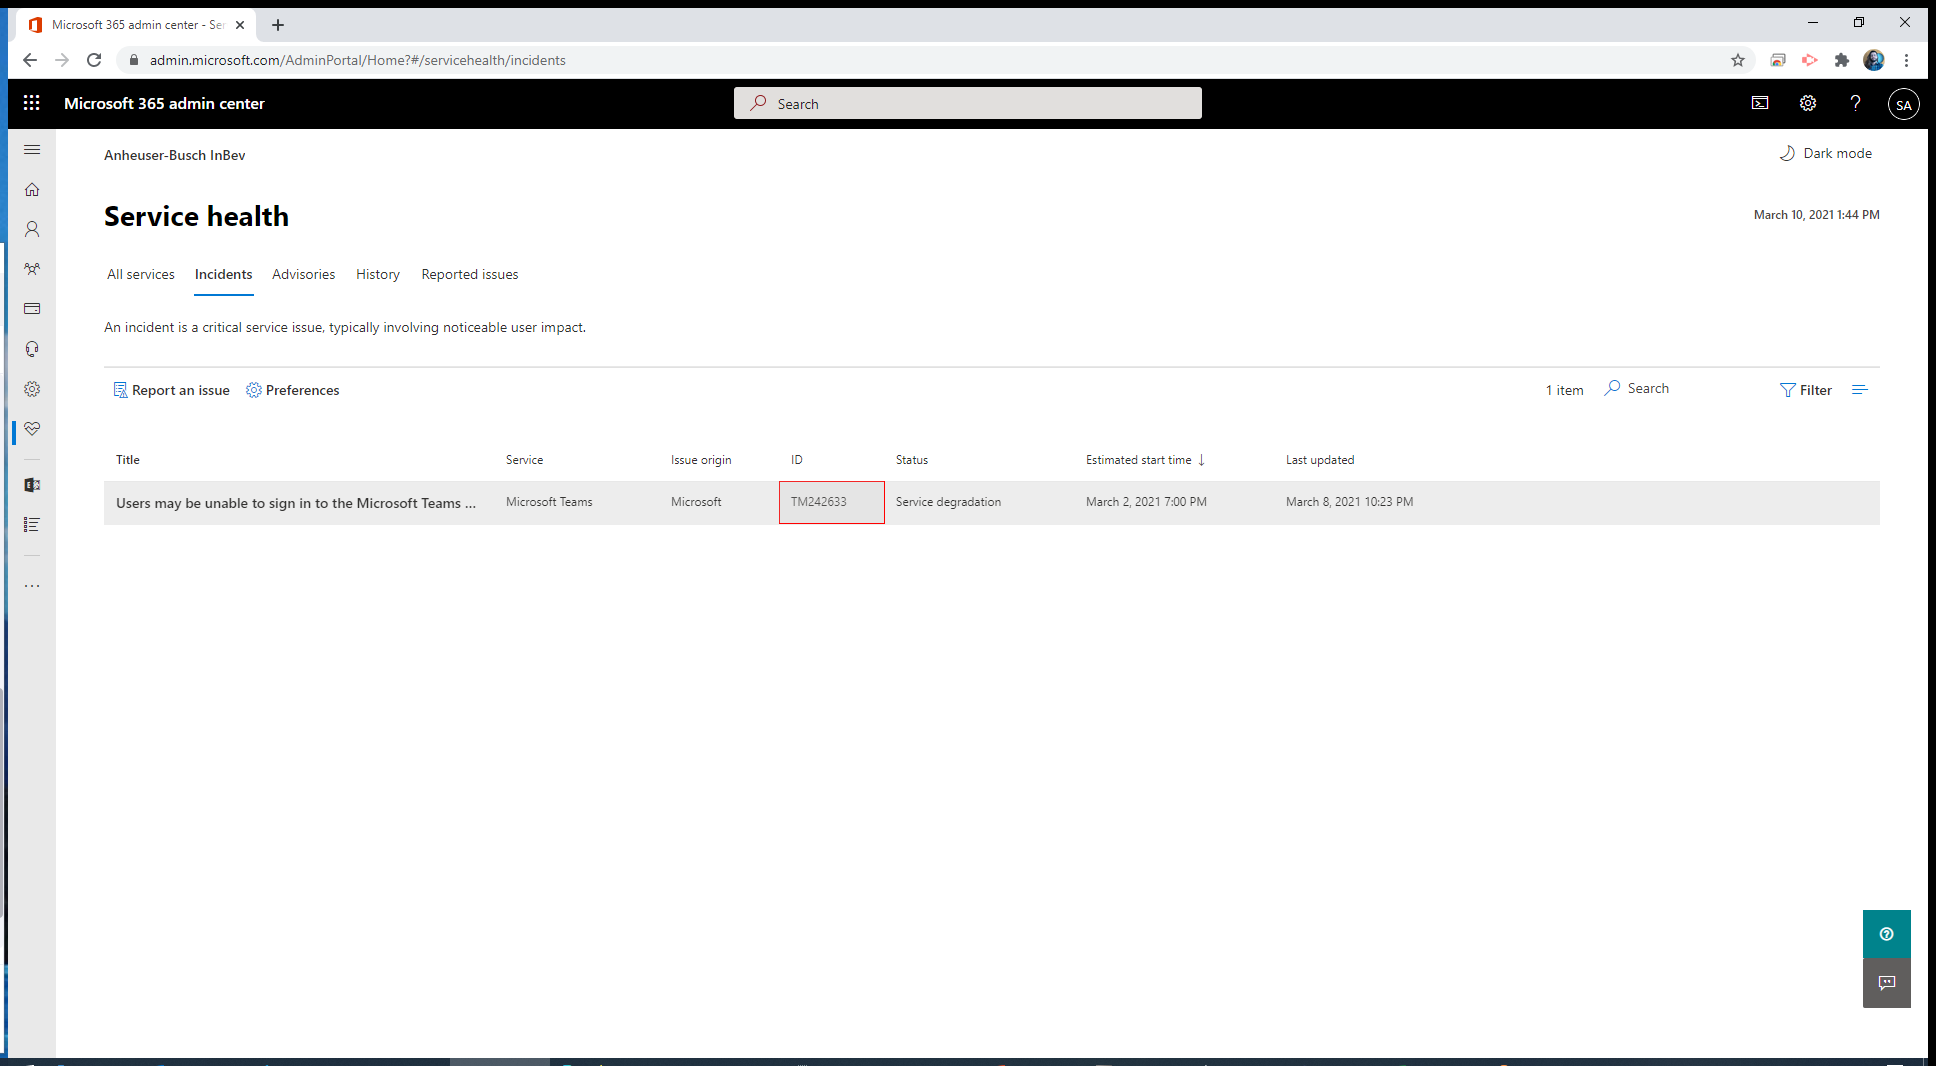 Microsoft 365 admin center - Ser
admin.microsoft.com/AdminPortal/Home?#/servicehealth/incidents
Microsoft 365 admin center
Search
SA
Anheuser-Busch InBev
Dark mode
Service health
March 10, 2021 1:44 PM
All services Incidents Advisories History Reported issues
An incident is a critical service issue, typically involving noticeable user impact.
Report an issue Preferences 1 item Search Filter
Title Service Issue origin ID Status Estimated start time ↓ Last updated
Users may be unable to sign in to the Microsoft Teams ... Microsoft Teams Microsoft TM242633 Service degradation March 2, 2021 7:00 PM March 8, 2021 10:23 PM